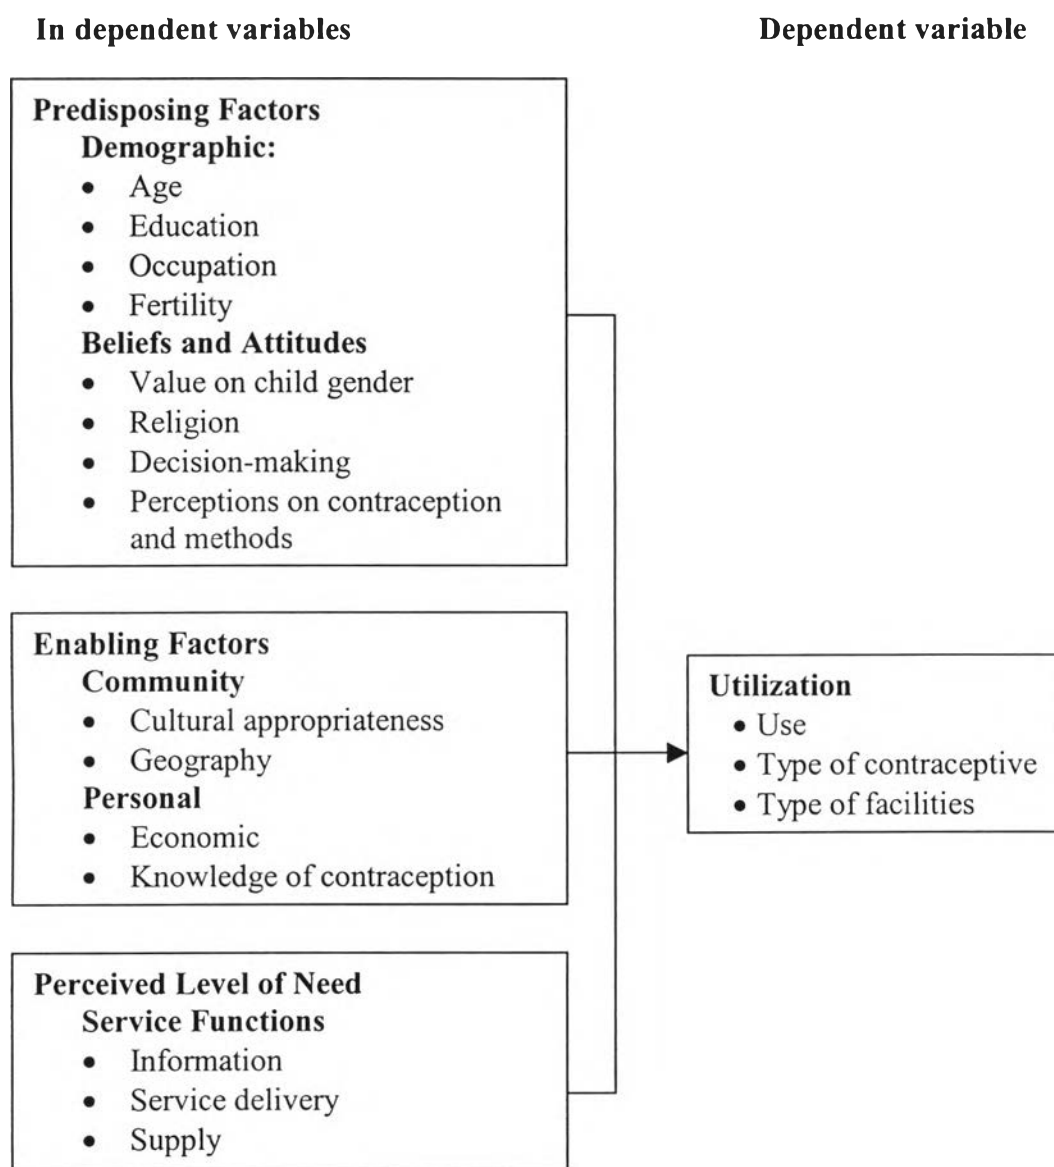 In dependent variables
Dependent variable
Predisposing Factors
Demographic:
• Age
• Education
• Occupation
• Fertility
Beliefs and Attitudes
• Value on child gender
• Religion
• Decision-making
• Perceptions on contraception
and methods
Enabling Factors
Community
• Cultural appropriateness
• Geography
Personal
• Economic
• Knowledge of contraception
Perceived Level of Need
Service Functions
• Information
• Service delivery
• Supply
Utilization
• Use
• Type of contraceptive
• Type of facilities